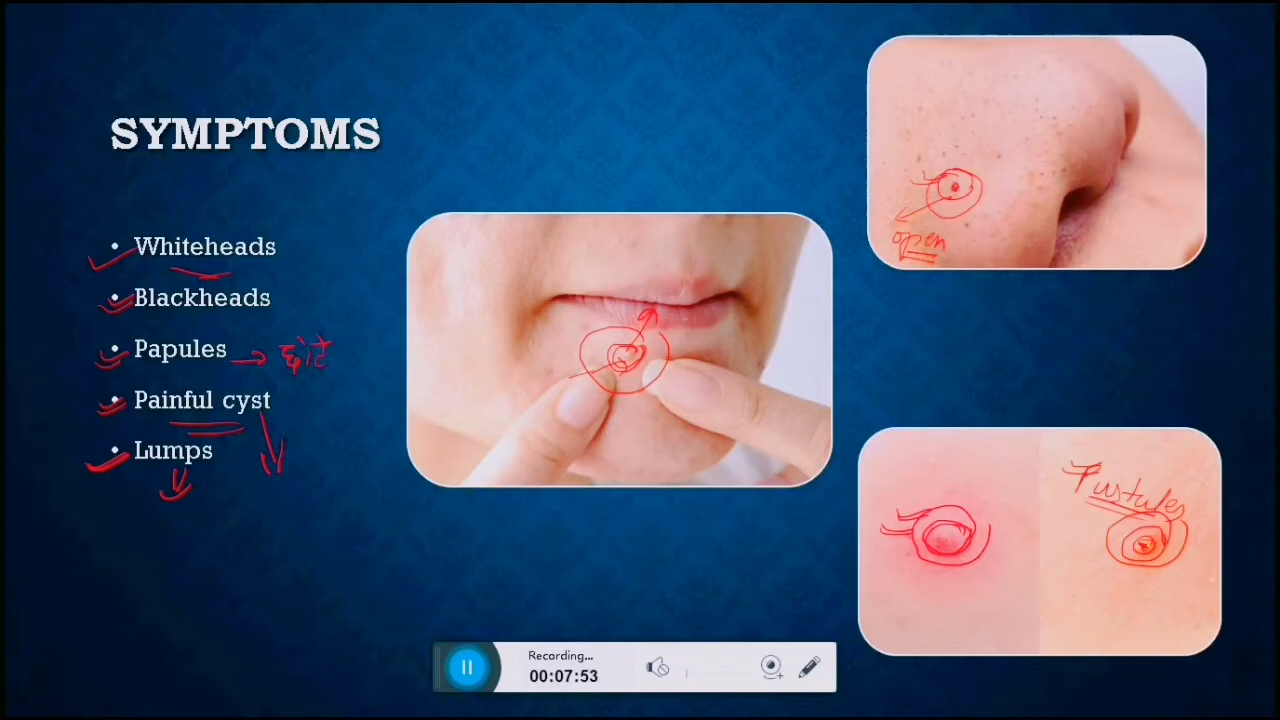 SYMPTOMS
• Whiteheads
• Blackheads
• Papules →
• Painful cyst
• Lumps
open
Pustules
Recording...
00:07:53